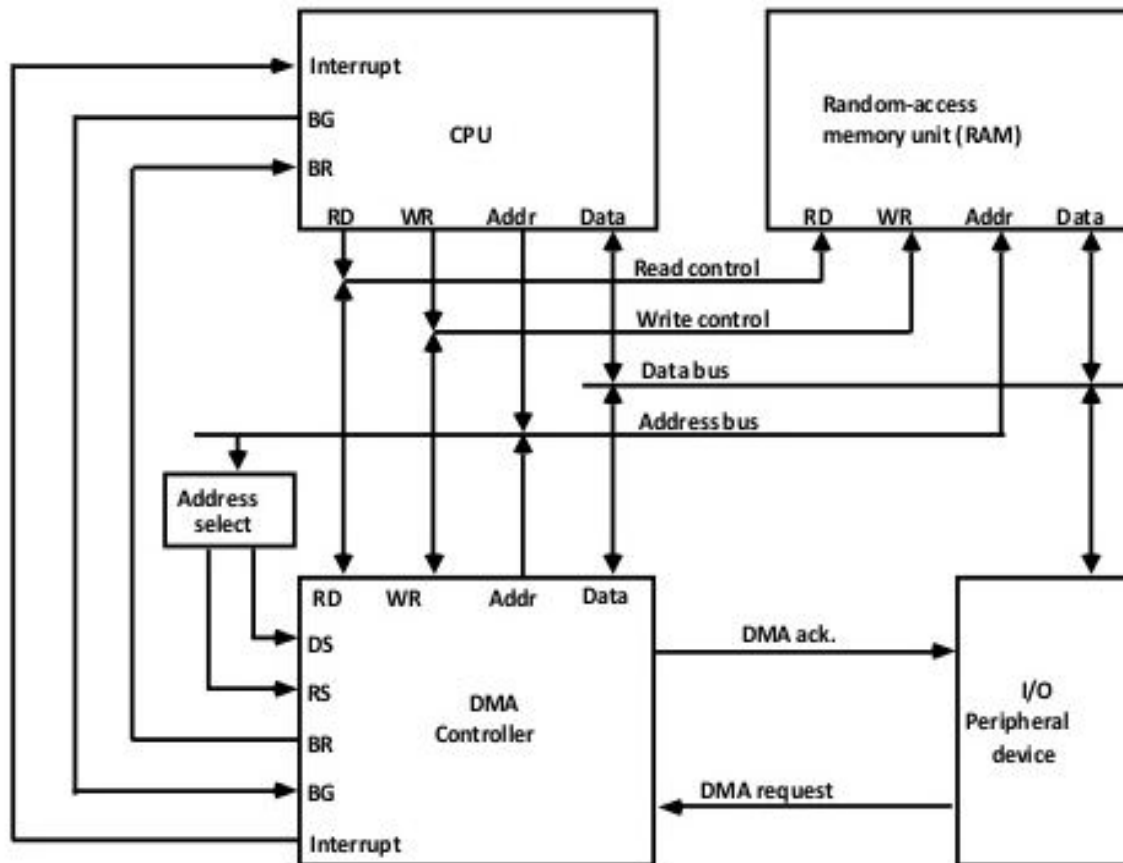 Interrupt
BG
CPU
BR
RD WR Addr Data
Random-access
memory unit (RAM)
RD WR Addr Data
Read control
Write control
Data bus
Address bus
Address
select
RD WR Addr Data
DS
RS
BR
BG
Interrupt
DMA
Controller
DMA ack.
DMA request
I/O
Peripheral
device